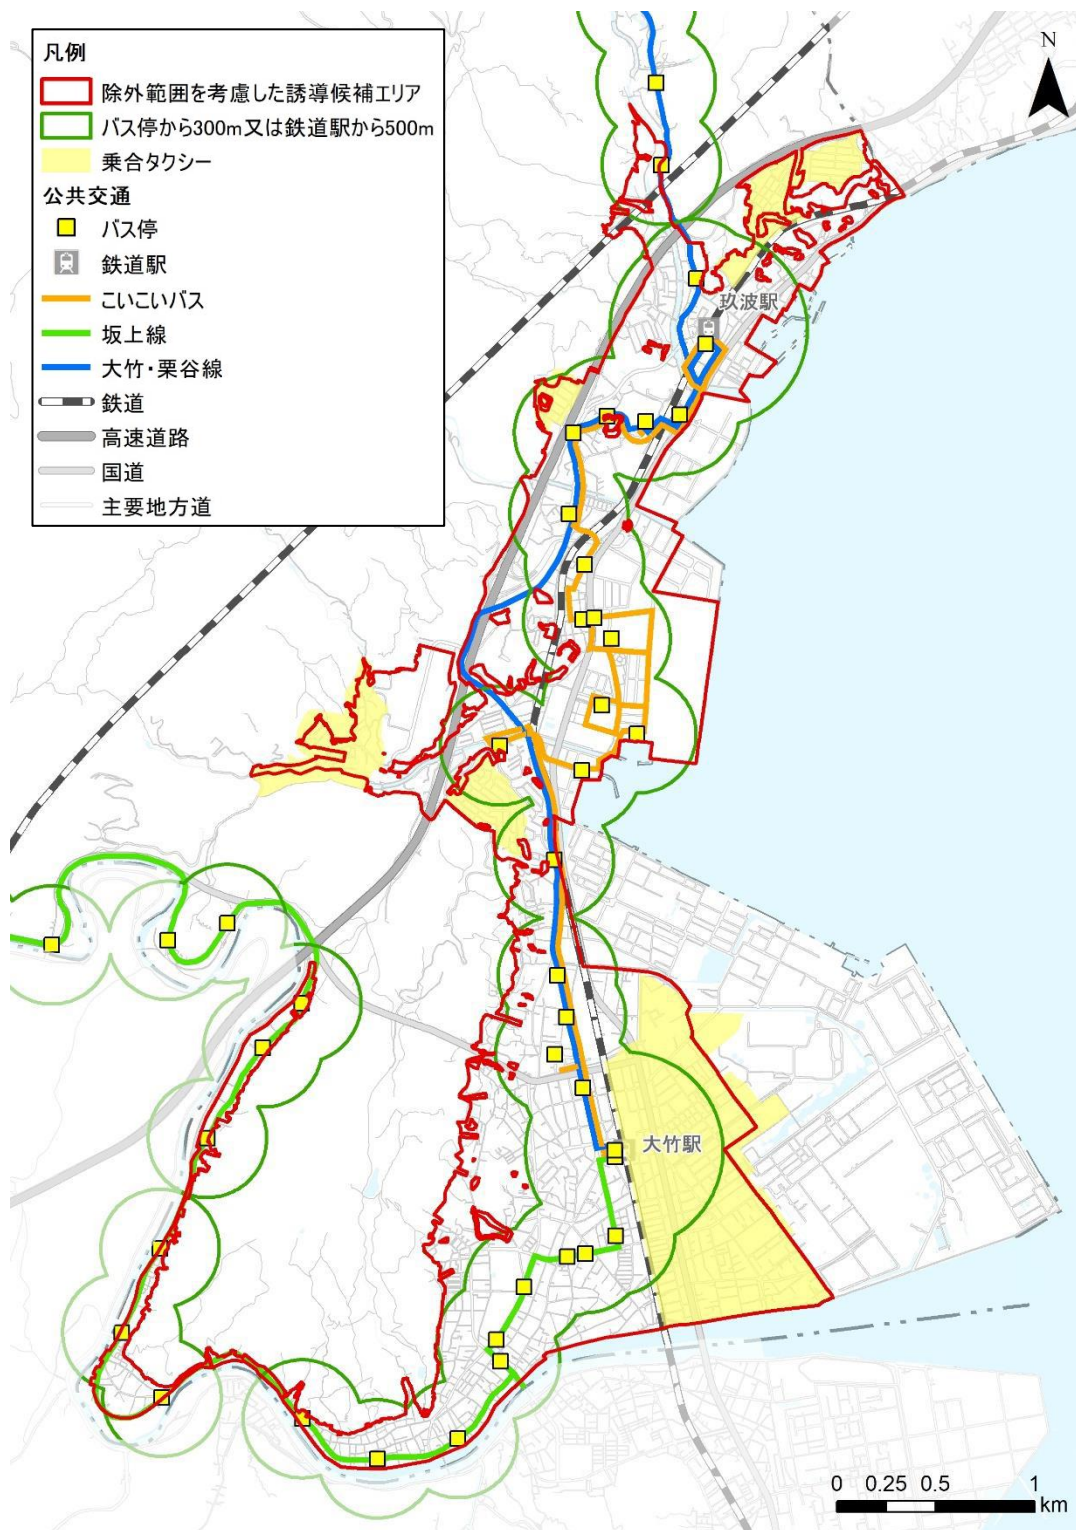 凡例
除外範囲を考慮した誘導候補エリア
バス停から300m又は鉄道駅から500m
乗合タクシー
公共交通
バス停
鉄道駅
こいこいバス
坂上線
大竹・栗谷線
鉄道
高速道路
国道
主要地方道
N
玖波駅
大竹駅
0 0.25 0.5 1
km